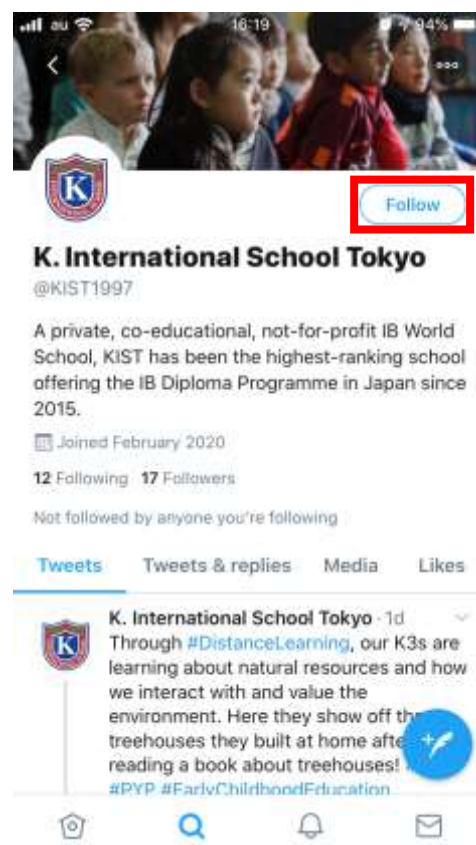 au 16:19 94%
K
Follow
K. International School Tokyo
@KIST1997
A private, co-educational, not-for-profit IB World
School, KIST has been the highest-ranking school
offering the IB Diploma Programme in Japan since
2015.
Joined February 2020
12 Following 17 Followers
Not followed by anyone you're following
Tweets Tweets & replies Media Likes
K
K. International School Tokyo · 1d
Through #DistanceLearning, our K3s are
learning about natural resources and how
we interact with and value the
environment. Here they show off
treehouses they built at home
reading a book about treehouses!
#PYP #EarlyChildhoodEducation